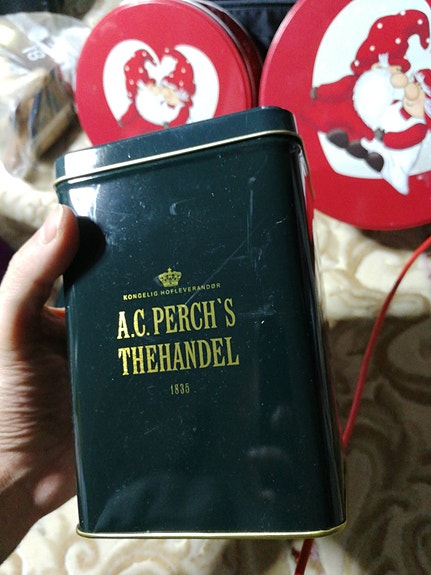 KONGELIG HOFLEVERANDØR
A.C. PERCH`S
THEHANDEL
1835